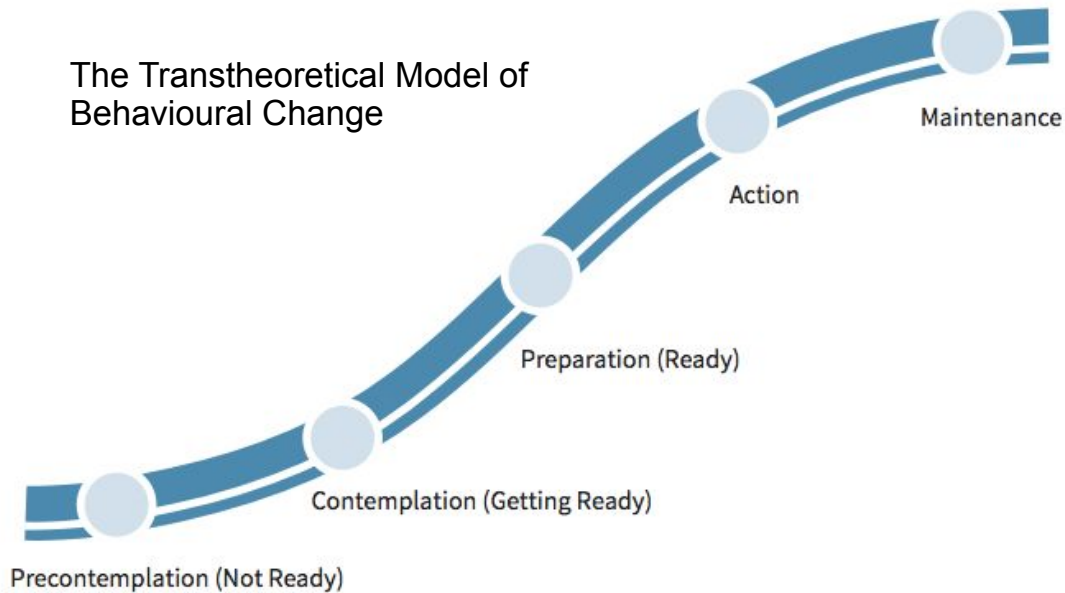 The Transtheoretical Model of
Behavioural Change
Maintenance
Action
Preparation (Ready)
Contemplation (Getting Ready)
Precontemplation (Not Ready)